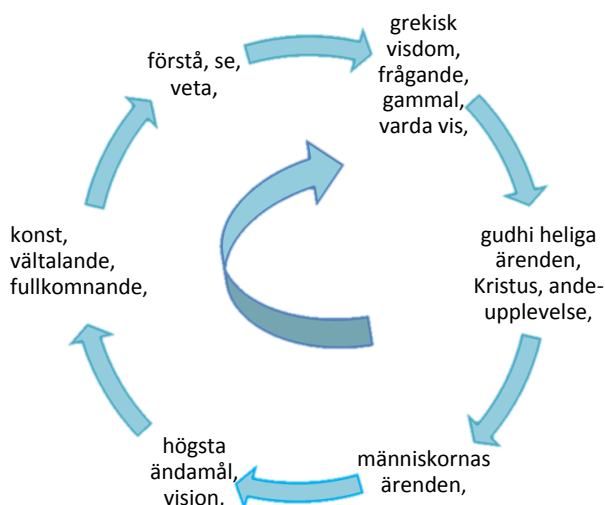 förstå, se,
veta,
grekisk
visdom,
frågande,
gammal,
varda vis,
gudhi heliga
ärenden,
Kristus, ande-
upplevelse,
människornas
ärenden,
högsta
ändamål,
vision.
konst,
vältalande,
fullkomnande,